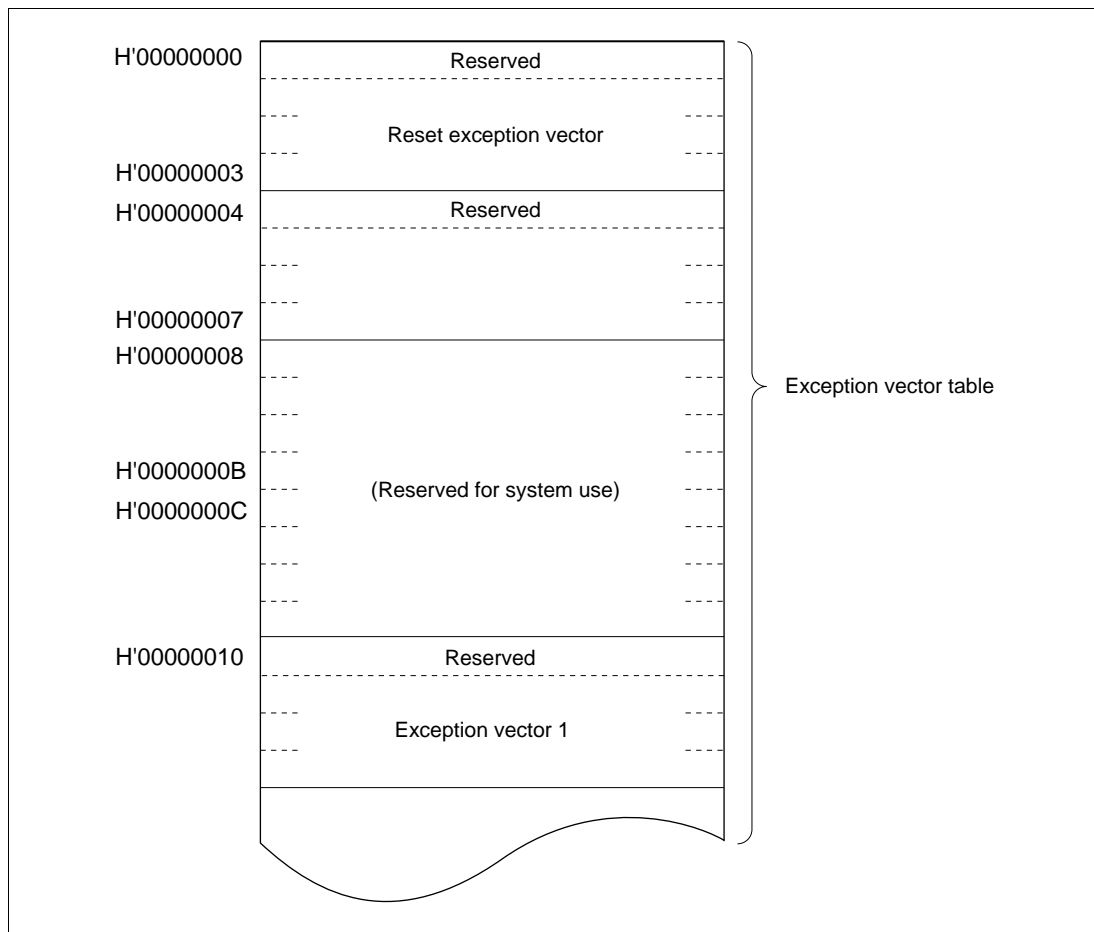 H'00000000 Reserved
Reset exception vector
H'00000003
H'00000004 Reserved
H'00000007
H'00000008
Exception vector table
H'0000000B
(Reserved for system use)
H'0000000C
H'00000010 Reserved
Exception vector 1